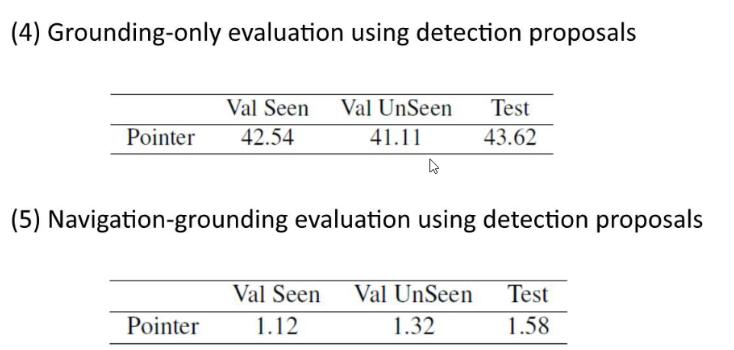 (4) Grounding-only evaluation using detection proposals
Val Seen Val UnSeen Test
Pointer 42.54 41.11 43.62
(5) Navigation-grounding evaluation using detection proposals
Val Seen Val UnSeen Test
Pointer 1.12 1.32 1.58